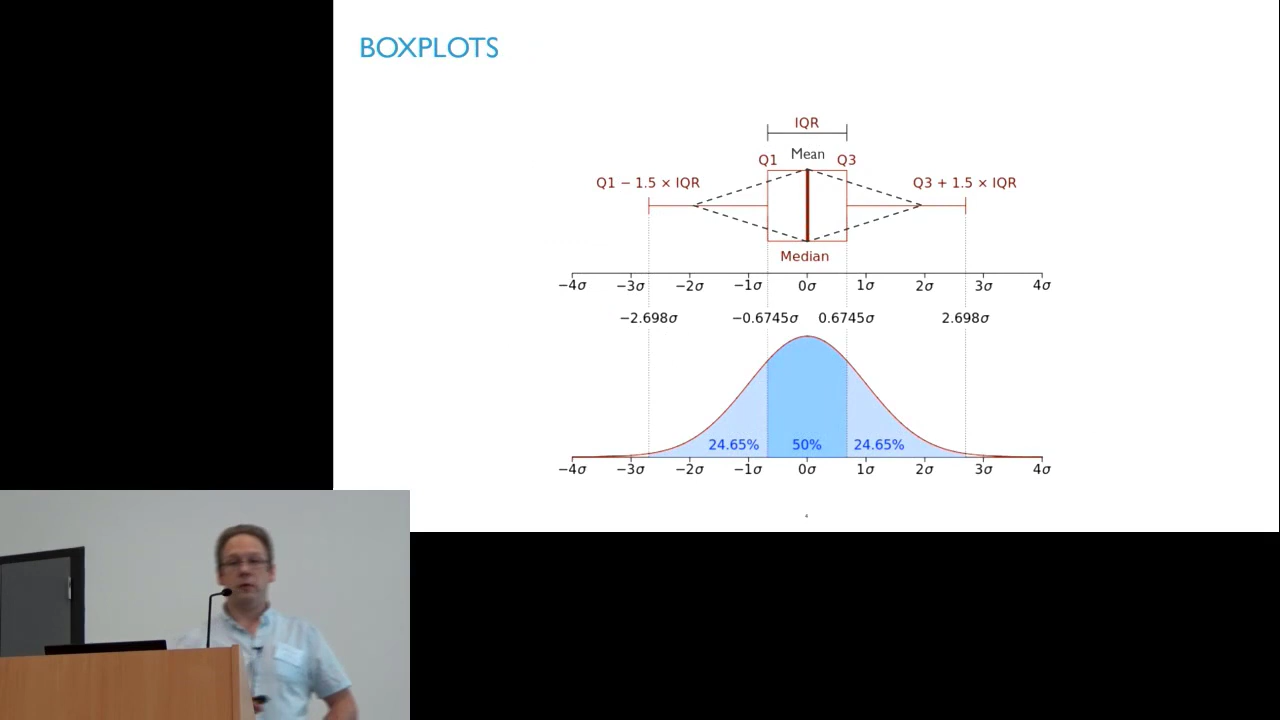 BOXPLOTS
IQR
Mean
Q1 Q3
Q1 − 1.5 × IQR Q3 + 1.5 × IQR
Median
−4σ −3σ −2σ −1σ 0σ 1σ 2σ 3σ 4σ
−2.698σ −0.6745σ 0.6745σ 2.698σ
24.65% 50% 24.65%
−4σ −3σ −2σ −1σ 0σ 1σ 2σ 3σ 4σ